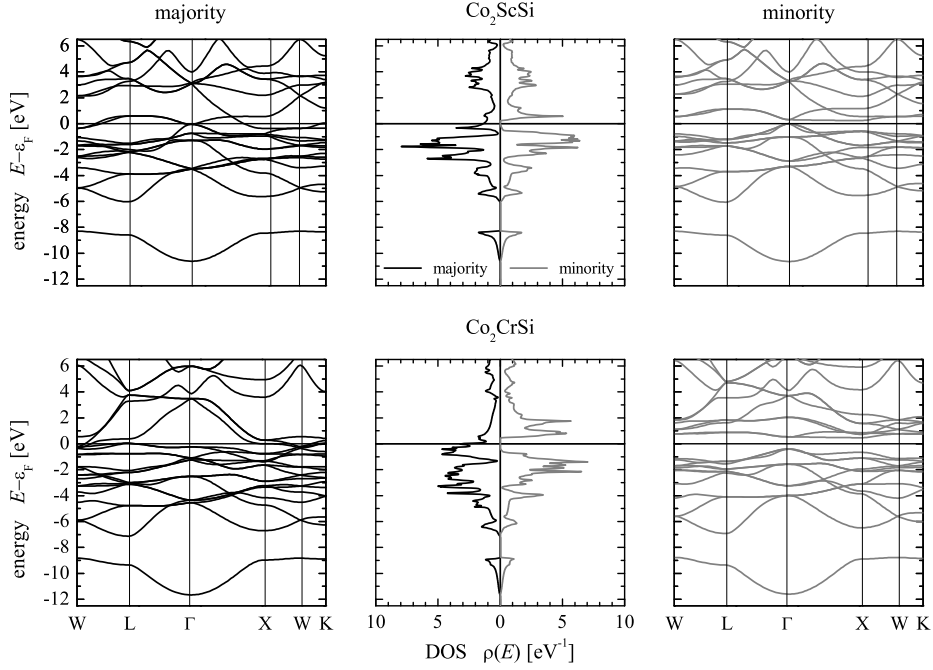 majority
Co2ScSi
minority
energy E−εF [eV]
6
4
2
0
-2
-4
-6
-8
-10
-12
majority minority
Co2CrSi
energy E−εF [eV]
6
4
2
0
-2
-4
-6
-8
-10
-12
W L Γ X W K
10 5 0 5 10
W L Γ X W K
DOS ρ(E) [eV-1]